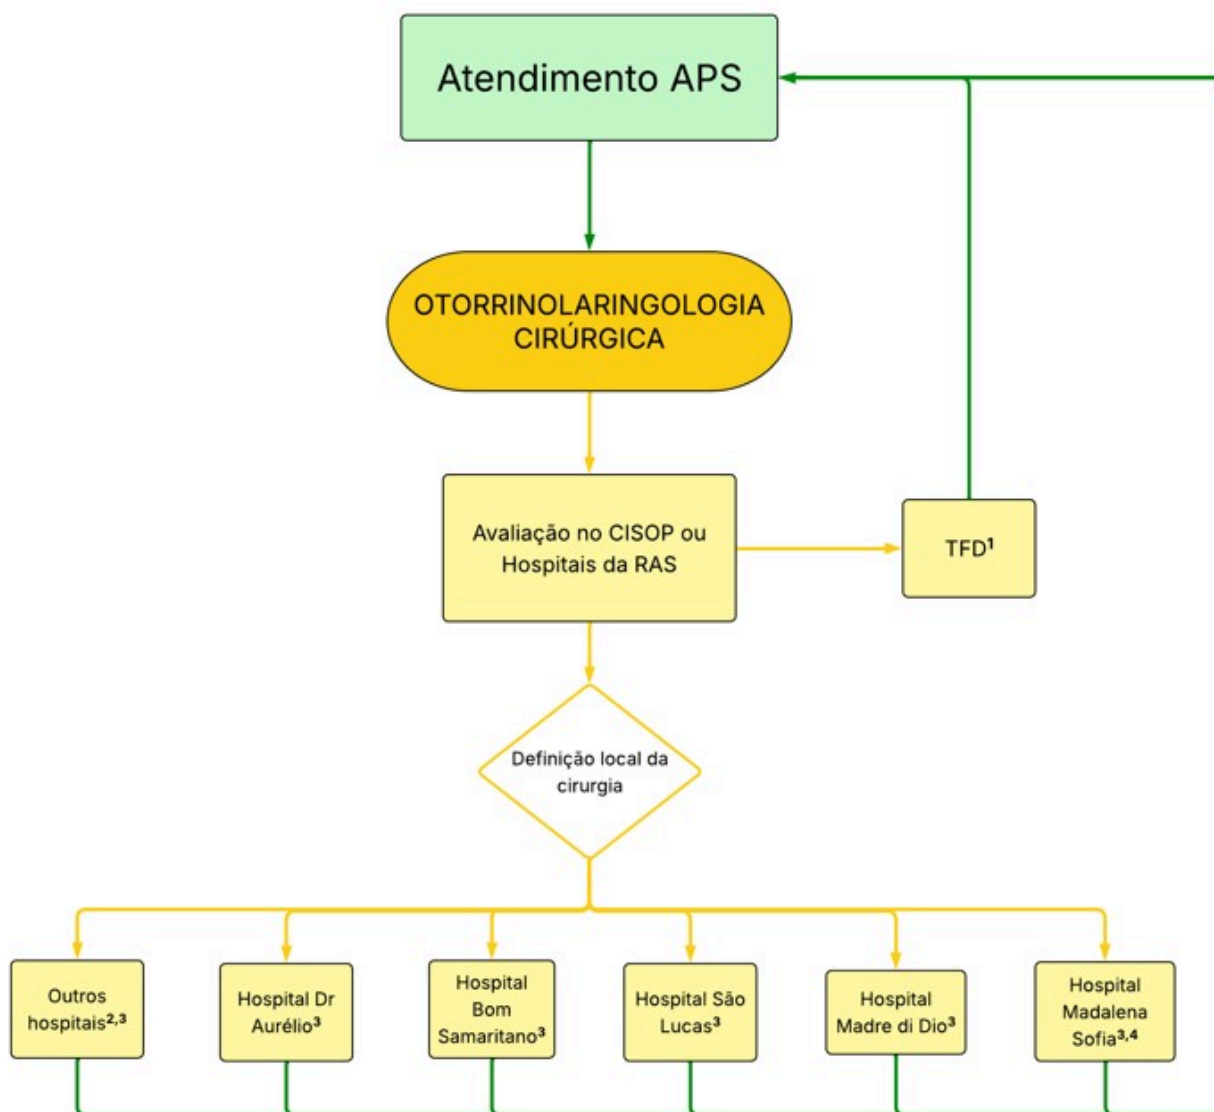 Atendimento APS
OTORRINOLARINGOLOGIA
CIRÚRGICA
Avaliação no CISOP ou
Hospitais da RAS
TFD¹
Definição local da
cirurgia
Outros
hospitais²,³
Hospital Dr
Aurélio³
Hospital
Bom
Samaritano³
Hospital São
Lucas³
Hospital
Madre di Dio³
Hospital
Madalena
Sofia³,⁴